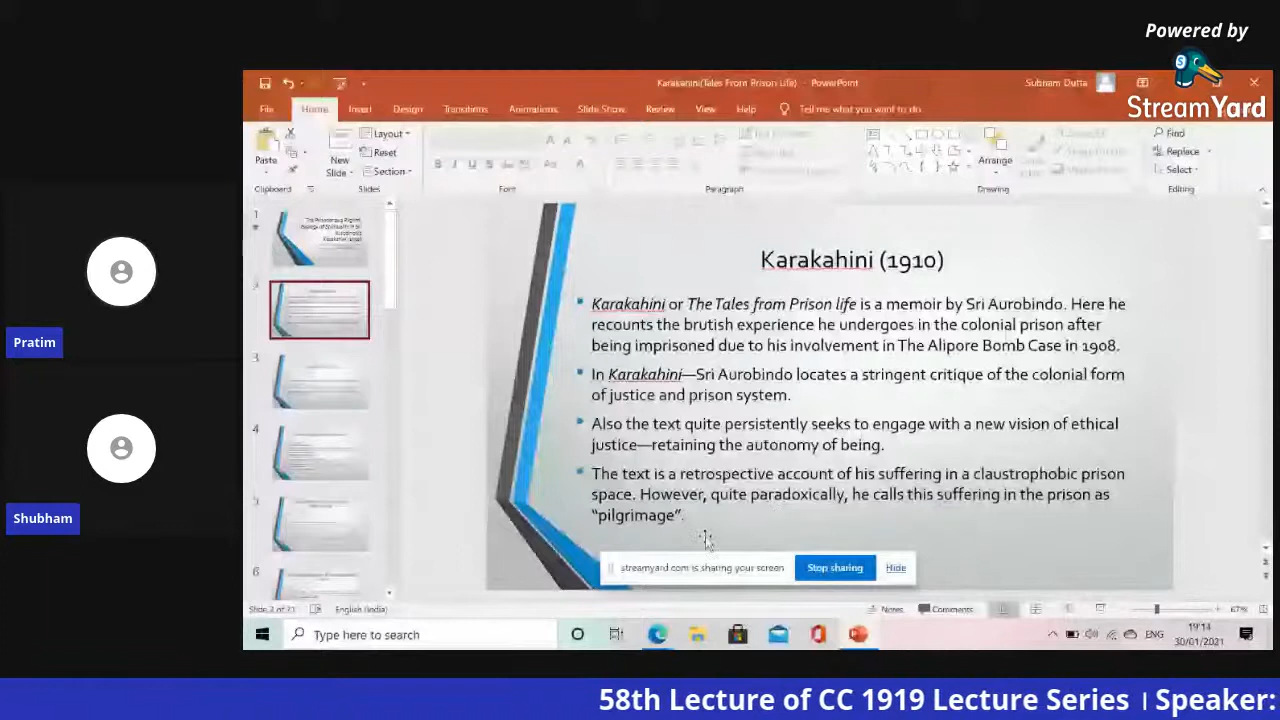 Powered by
StreamYard
Karakahini(Tales From Prison Life) - PowerPoint
Subham Dutta
File Home Insert Design Transitions Animations Slide Show Review View Help Tell me what you want to do
Paste
New
Slide
Layout
Reset
Section
Arrange
Find
Replace
Select
Clipboard Slides Font Paragraph Drawing Editing
1
2
3
4
5
6
Karakahini (1910)
Karakahini or The Tales from Prison life is a memoir by Sri Aurobindo. Here he
recounts the brutish experience he undergoes in the colonial prison after
being imprisoned due to his involvement in The Alipore Bomb Case in 1908.
In Karakahini—Sri Aurobindo locates a stringent critique of the colonial form
of justice and prison system.
Also the text quite persistently seeks to engage with a new vision of ethical
justice—retaining the autonomy of being.
The text is a retrospective account of his suffering in a claustrophobic prison
space. However, quite paradoxically, he calls this suffering in the prison as
“pilgrimage”.
streamyard.com is sharing your screen Stop sharing Hide
English (India) Notes Comments 67%
Type here to search
ENG
19:14
30/01/2021
Pratim
Shubham
58th Lecture of CC 1919 Lecture Series । Speaker: